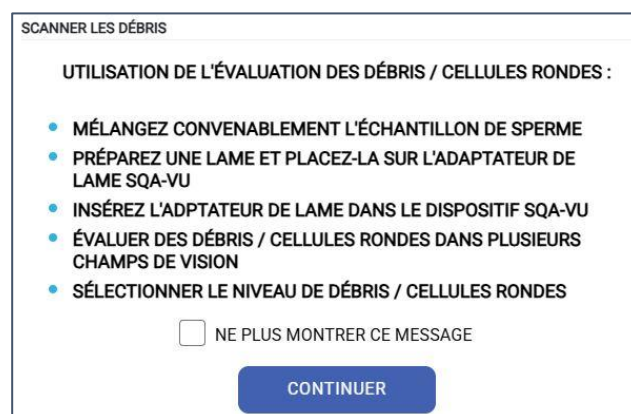 SCANNER LES DÉBRIS
UTILISATION DE L'ÉVALUATION DES DÉBRIS / CELLULES RONDES :
MÉLANGEZ CONVENABLEMENT L'ÉCHANTILLON DE SPERME
PRÉPAREZ UNE LAME ET PLACEZ-LA SUR L'ADAPTATEUR DE
LAME SQA-VU
INSÉREZ L'ADPTATEUR DE LAME DANS LE DISPOSITIF SQA-VU
ÉVALUER DES DÉBRIS / CELLULES RONDES DANS PLUSIEURS
CHAMPS DE VISION
SÉLECTIONNER LE NIVEAU DE DÉBRIS / CELLULES RONDES
NE PLUS MONTRER CE MESSAGE
CONTINUER